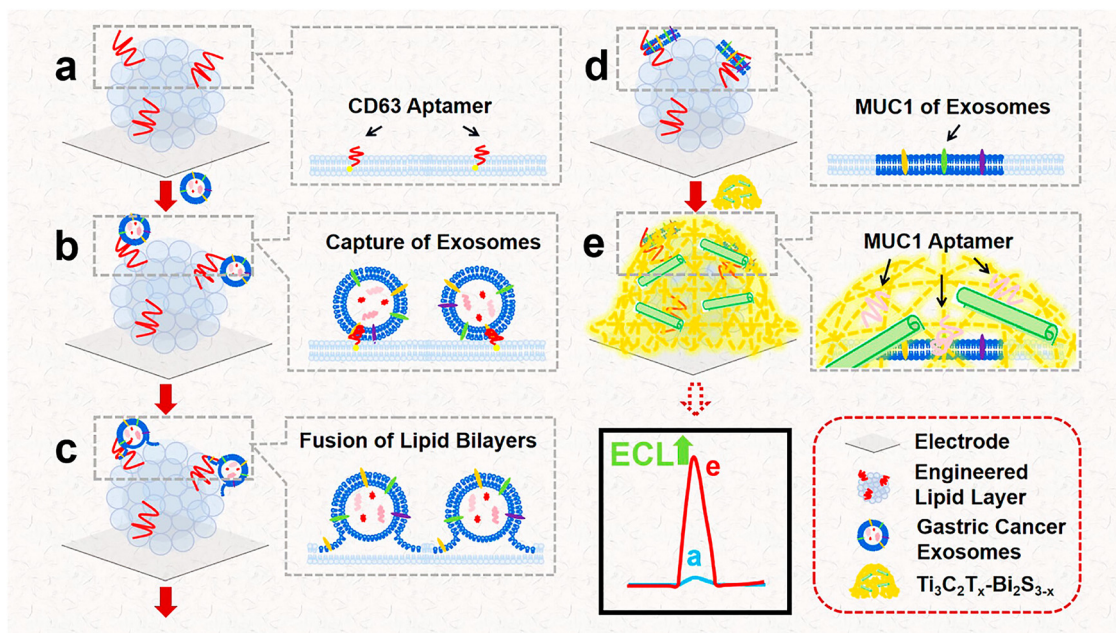 a
CD63 Aptamer
b
Capture of Exosomes
c
Fusion of Lipid Bilayers
d
MUC1 of Exosomes
e
MUC1 Aptamer
ECL
e
a
Electrode
Engineered
Lipid Layer
Gastric Cancer
Exosomes
Ti₃C₂Tₓ-Bi₂S₃₋ₓ